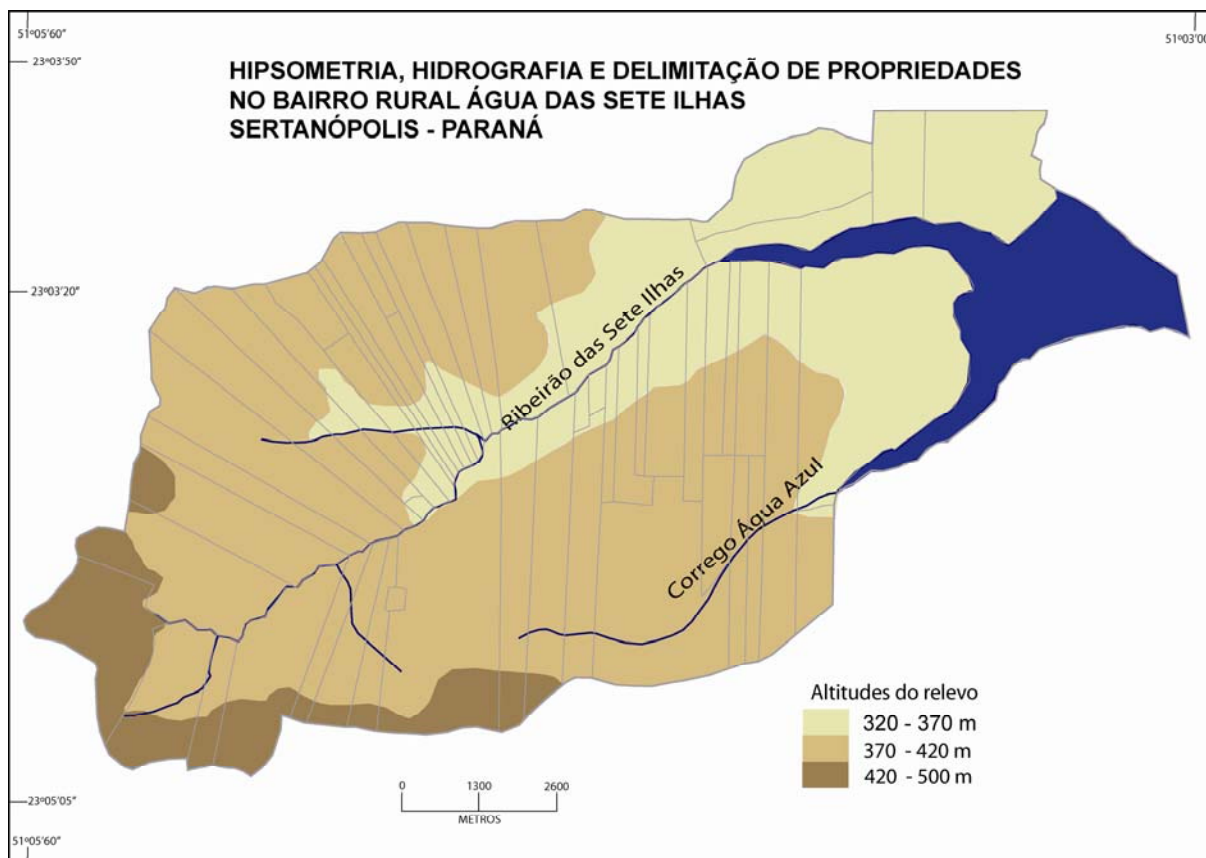 51º05'60"
51º03'00
23º03'50"
HIPSOMETRIA, HIDROGRAFIA E DELIMITAÇÃO DE PROPRIEDADES
NO BAIRRO RURAL ÁGUA DAS SETE ILHAS
SERTANÓPOLIS - PARANÁ
23º03'20"
Ribeirão das Sete Ilhas
Corrego Água Azul
Altitudes do relevo
320 - 370 m
370 - 420 m
420 - 500 m
0 1300 2600
METROS
23º05'05"
51º05'60"